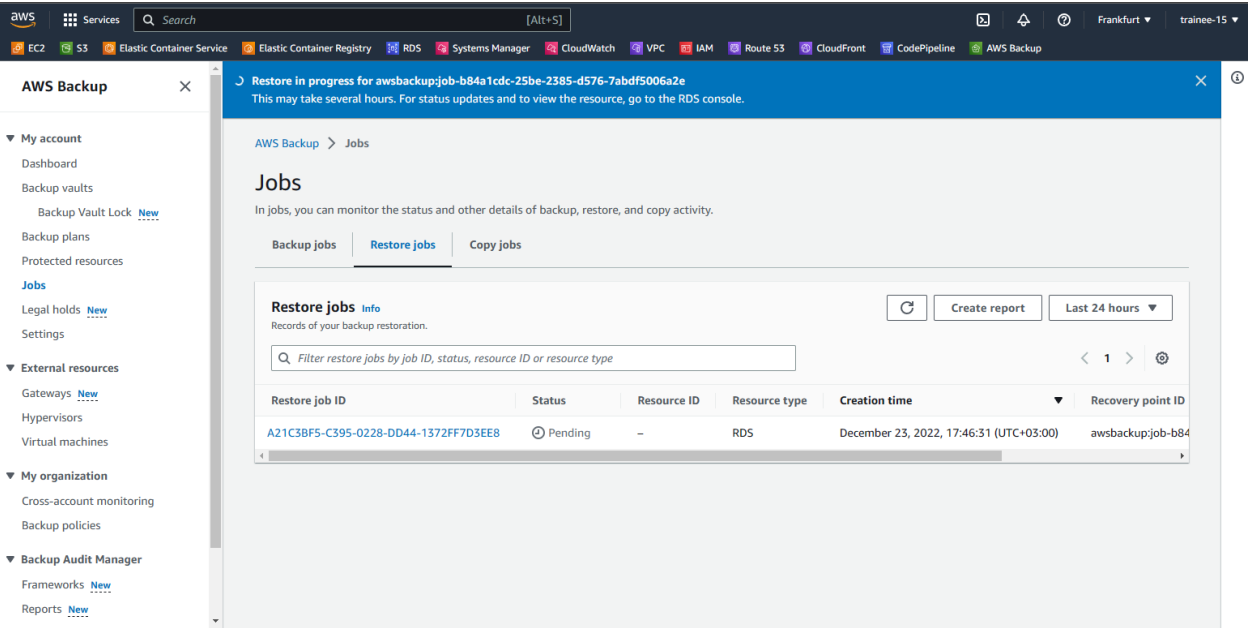 aws Services Search [Alt+S] Frankfurt ▼ trainee-15 ▼
EC2 S3 Elastic Container Service Elastic Container Registry RDS Systems Manager CloudWatch VPC IAM Route 53 CloudFront CodePipeline AWS Backup
AWS Backup
My account
Dashboard
Backup vaults
Backup Vault Lock New
Backup plans
Protected resources
Jobs
Legal holds New
Settings
External resources
Gateways New
Hypervisors
Virtual machines
My organization
Cross-account monitoring
Backup policies
Backup Audit Manager
Frameworks New
Reports New
Restore in progress for awsbackup:job-b84a1cdc-25be-2385-d576-7abdf5006a2e
This may take several hours. For status updates and to view the resource, go to the RDS console.
AWS Backup > Jobs
Jobs
In jobs, you can monitor the status and other details of backup, restore, and copy activity.
Backup jobs Restore jobs Copy jobs
Restore jobs Info
Records of your backup restoration.
Create report Last 24 hours ▼
Filter restore jobs by job ID, status, resource ID or resource type
< 1 >
Restore job ID Status Resource ID Resource type Creation time ▼ Recovery point ID
A21C3BF5-C395-0228-DD44-1372FF7D3EE8 Pending – RDS December 23, 2022, 17:46:31 (UTC+03:00) awsbackup:job-b84